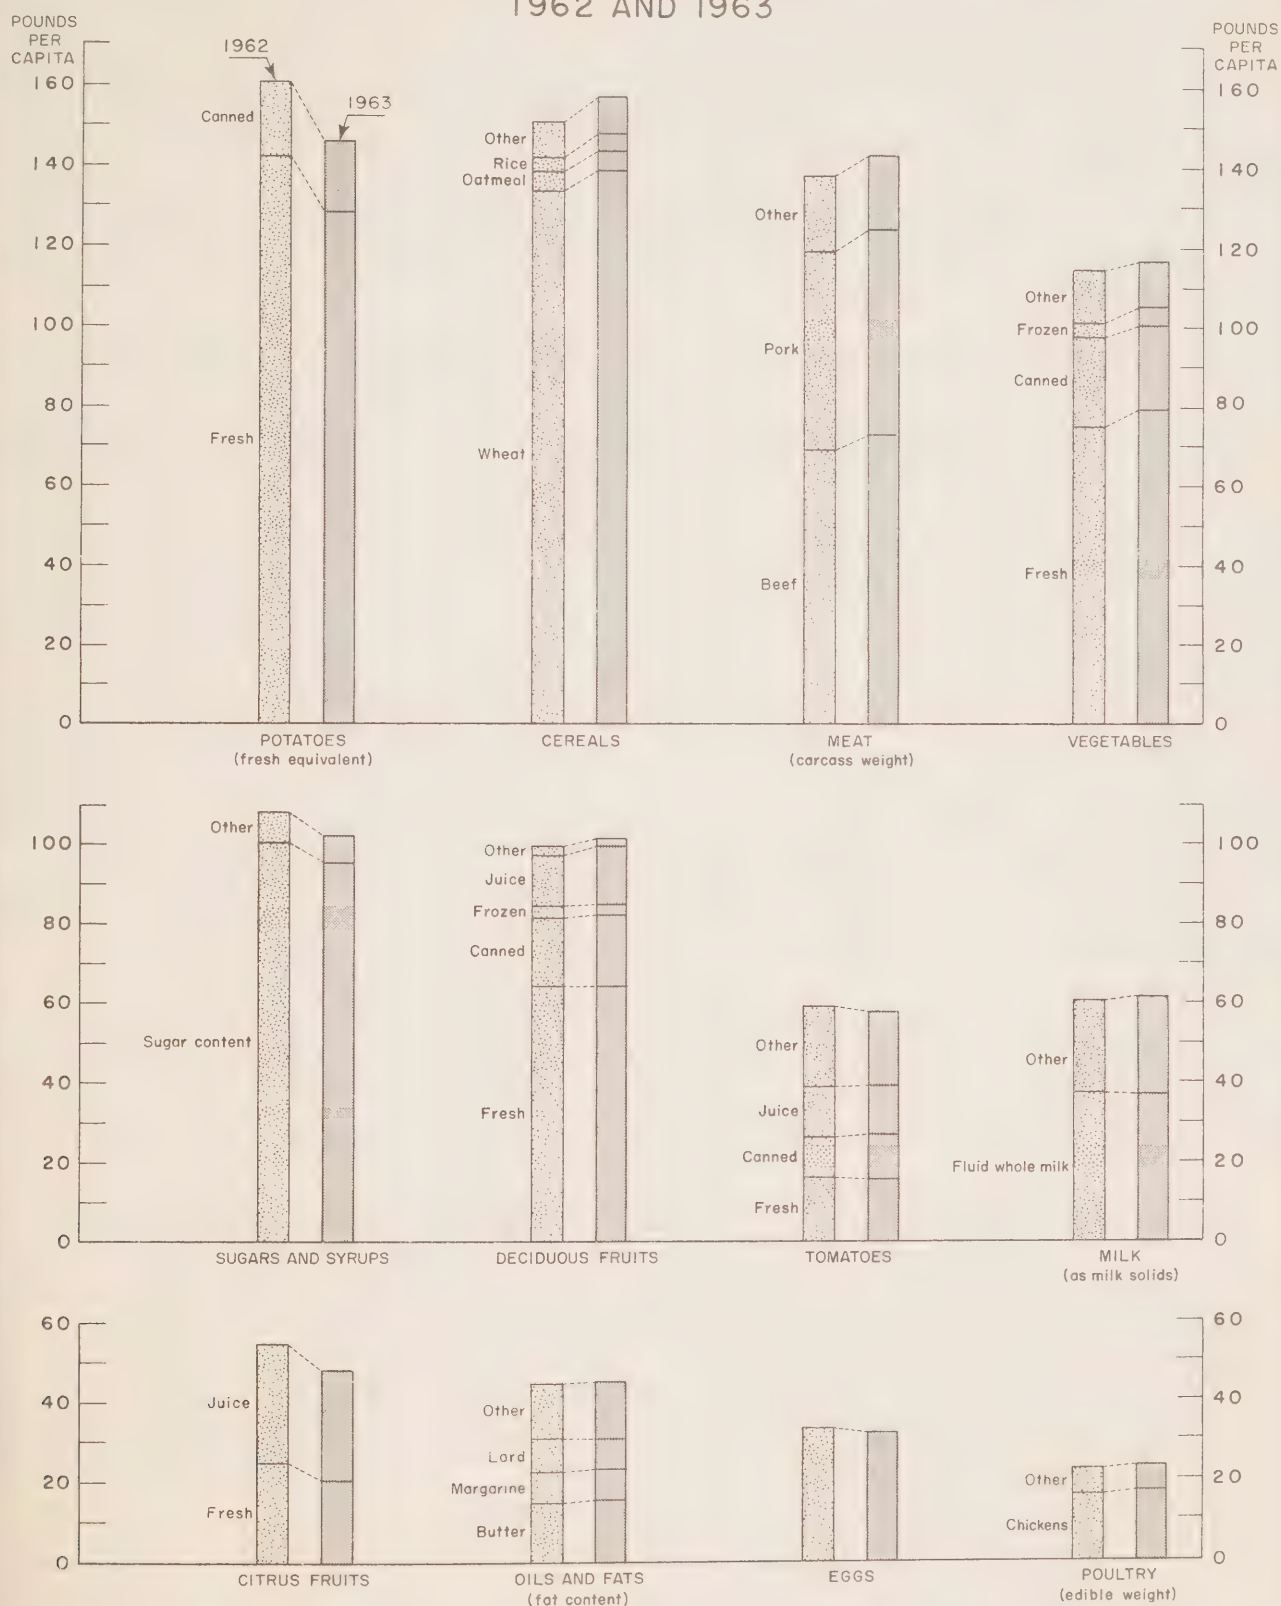 1962 AND 1963
POUNDS
PER
CAPITA
POUNDS
PER
CAPITA
1962
1963
160
140
120
100
80
60
40
20
0
Canned
Fresh
Other
Rice
Oatmeal
Wheat
Other
Pork
Beef
Other
Frozen
Canned
Fresh
160
140
120
100
80
60
40
20
0
POTATOES
(fresh equivalent)
CEREALS
MEAT
(carcass weight)
VEGETABLES
100
80
60
40
20
0
Other
Sugar content
Other
Juice
Frozen
Canned
Fresh
Other
Juice
Canned
Fresh
Other
Fluid whole milk
100
80
60
40
20
0
SUGARS AND SYRUPS
DECIDUOUS FRUITS
TOMATOES
MILK
(as milk solids)
60
40
20
0
Juice
Fresh
Other
Lard
Margarine
Butter
Other
Chickens
60
40
20
0
CITRUS FRUITS
OILS AND FATS
(fat content)
EGGS
POULTRY
(edible weight)